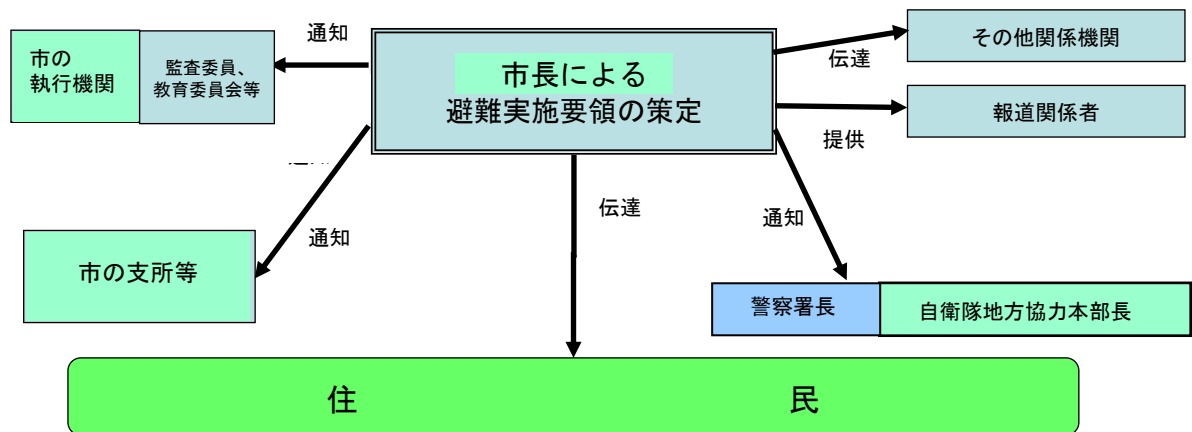 通知
市の
執行機関
監査委員、
教育委員会等
市長による
避難実施要領の策定
伝達
その他関係機関
提供
報道関係者
通知
市の支所等
伝達
通知
警察署長
自衛隊地方協力本部長
住民